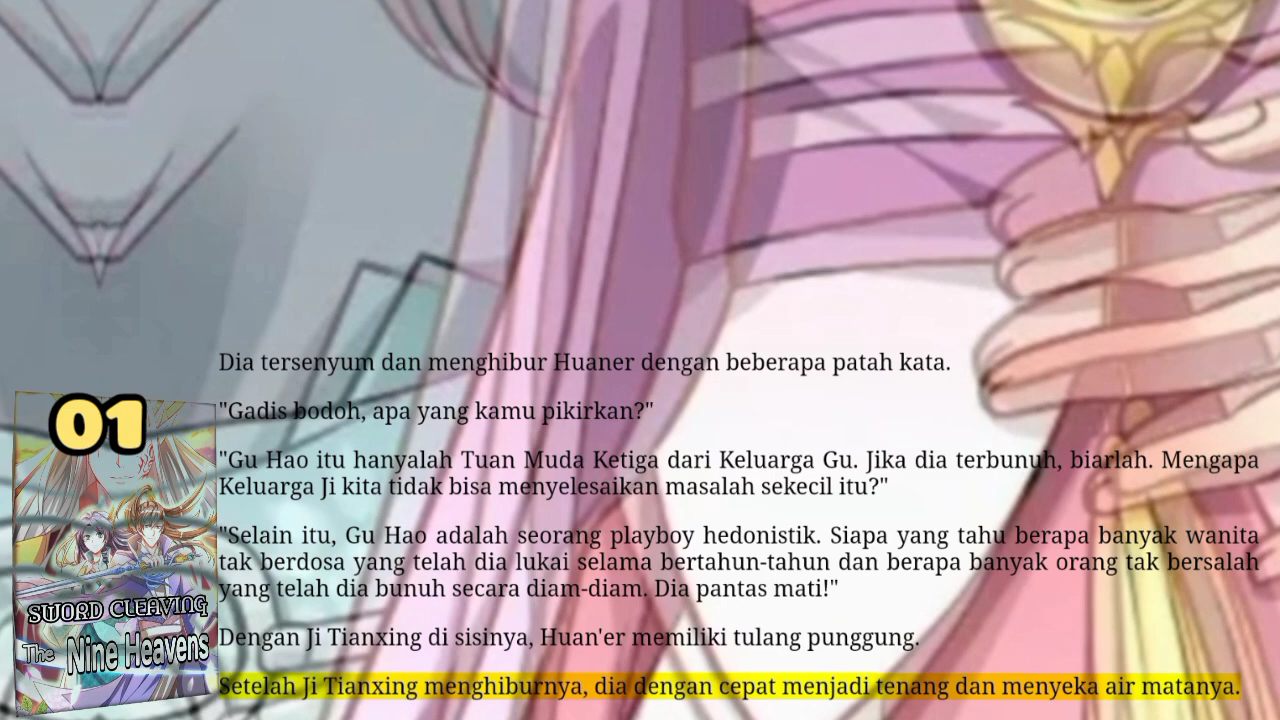 Dia tersenyum dan menghibur Huaner dengan beberapa patah kata.
"Gadis bodoh, apa yang kamu pikirkan?"
"Gu Hao itu hanyalah Tuan Muda Ketiga dari Keluarga Gu. Jika dia terbunuh, biarlah. Mengapa
Keluarga Ji kita tidak bisa menyelesaikan masalah sekecil itu?"
"Selain itu, Gu Hao adalah seorang playboy hedonistik. Siapa yang tahu berapa banyak wanita
tak berdosa yang telah dia lukai selama bertahun-tahun dan berapa banyak orang tak bersalah
yang telah dia bunuh secara diam-diam. Dia pantas mati!"
Dengan Ji Tianxing di sisinya, Huan'er memiliki tulang punggung.
Setelah Ji Tianxing menghiburnya, dia dengan cepat menjadi tenang dan menyeka air matanya.
01
SWORD CLEAVING
The Nine Heavens